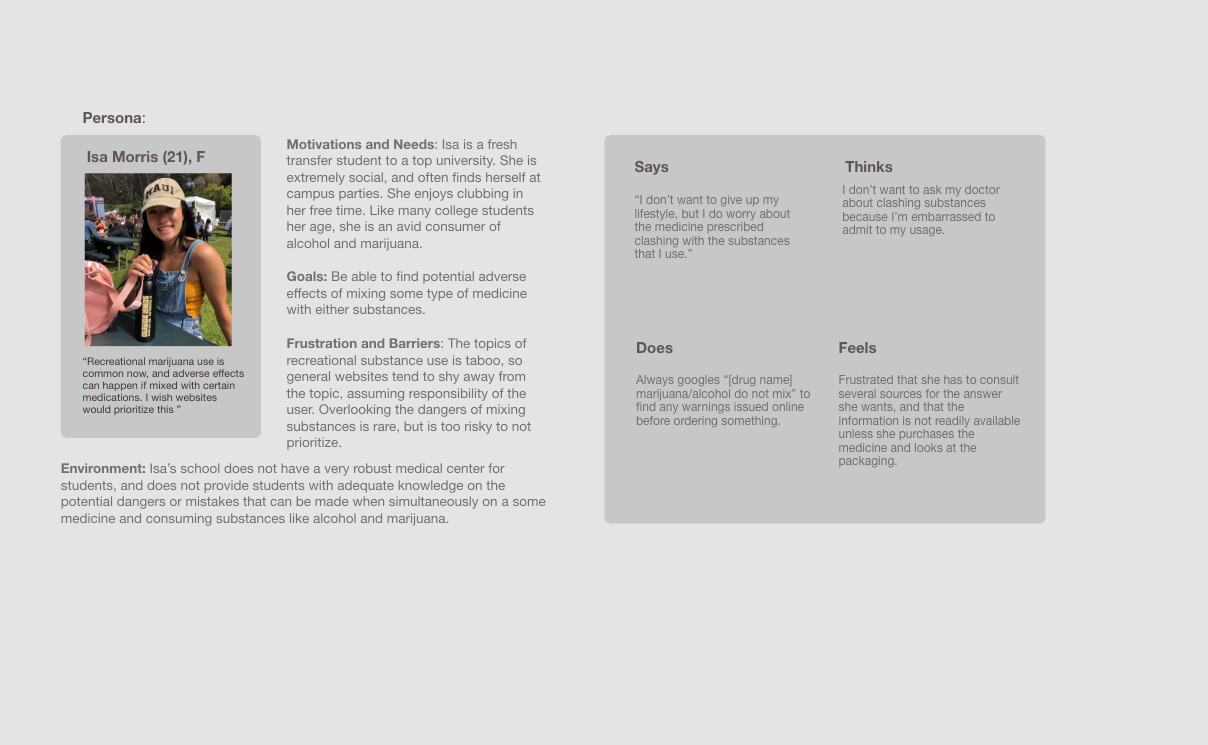 Persona:
Isa Morris (21), F
MAUI
“Recreational marijuana use is
common now, and adverse effects
can happen if mixed with certain
medications. I wish websites
would prioritize this ”
Motivations and Needs: Isa is a fresh
transfer student to a top university. She is
extremely social, and often finds herself at
campus parties. She enjoys clubbing in
her free time. Like many college students
her age, she is an avid consumer of
alcohol and marijuana.
Goals: Be able to find potential adverse
effects of mixing some type of medicine
with either substances.
Frustration and Barriers: The topics of
recreational substance use is taboo, so
general websites tend to shy away from
the topic, assuming responsibility of the
user. Overlooking the dangers of mixing
substances is rare, but is too risky to not
prioritize.
Environment: Isa’s school does not have a very robust medical center for
students, and does not provide students with adequate knowledge on the
potential dangers or mistakes that can be made when simultaneously on a some
medicine and consuming substances like alcohol and marijuana.
Says
“I don’t want to give up my
lifestyle, but I do worry about
the medicine prescribed
clashing with the substances
that I use.”
Thinks
I don’t want to ask my doctor
about clashing substances
because I’m embarrassed to
admit to my usage.
Does
Always googles “[drug name]
marijuana/alcohol do not mix” to
find any warnings issued online
before ordering something.
Feels
Frustrated that she has to consult
several sources for the answer
she wants, and that the
information is not readily available
unless she purchases the
medicine and looks at the
packaging.